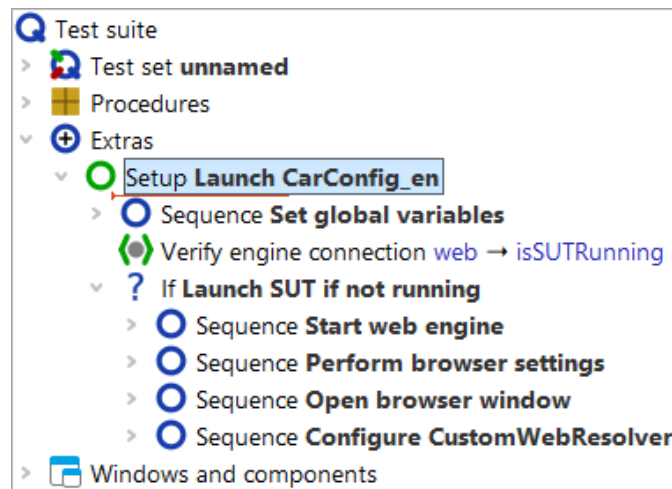 Test suite
Test set unnamed
Procedures
Extras
Setup Launch CarConfig_en
Sequence Set global variables
Verify engine connection web → isSUTRunning
If Launch SUT if not running
Sequence Start web engine
Sequence Perform browser settings
Sequence Open browser window
Sequence Configure CustomWebResolver
Windows and components